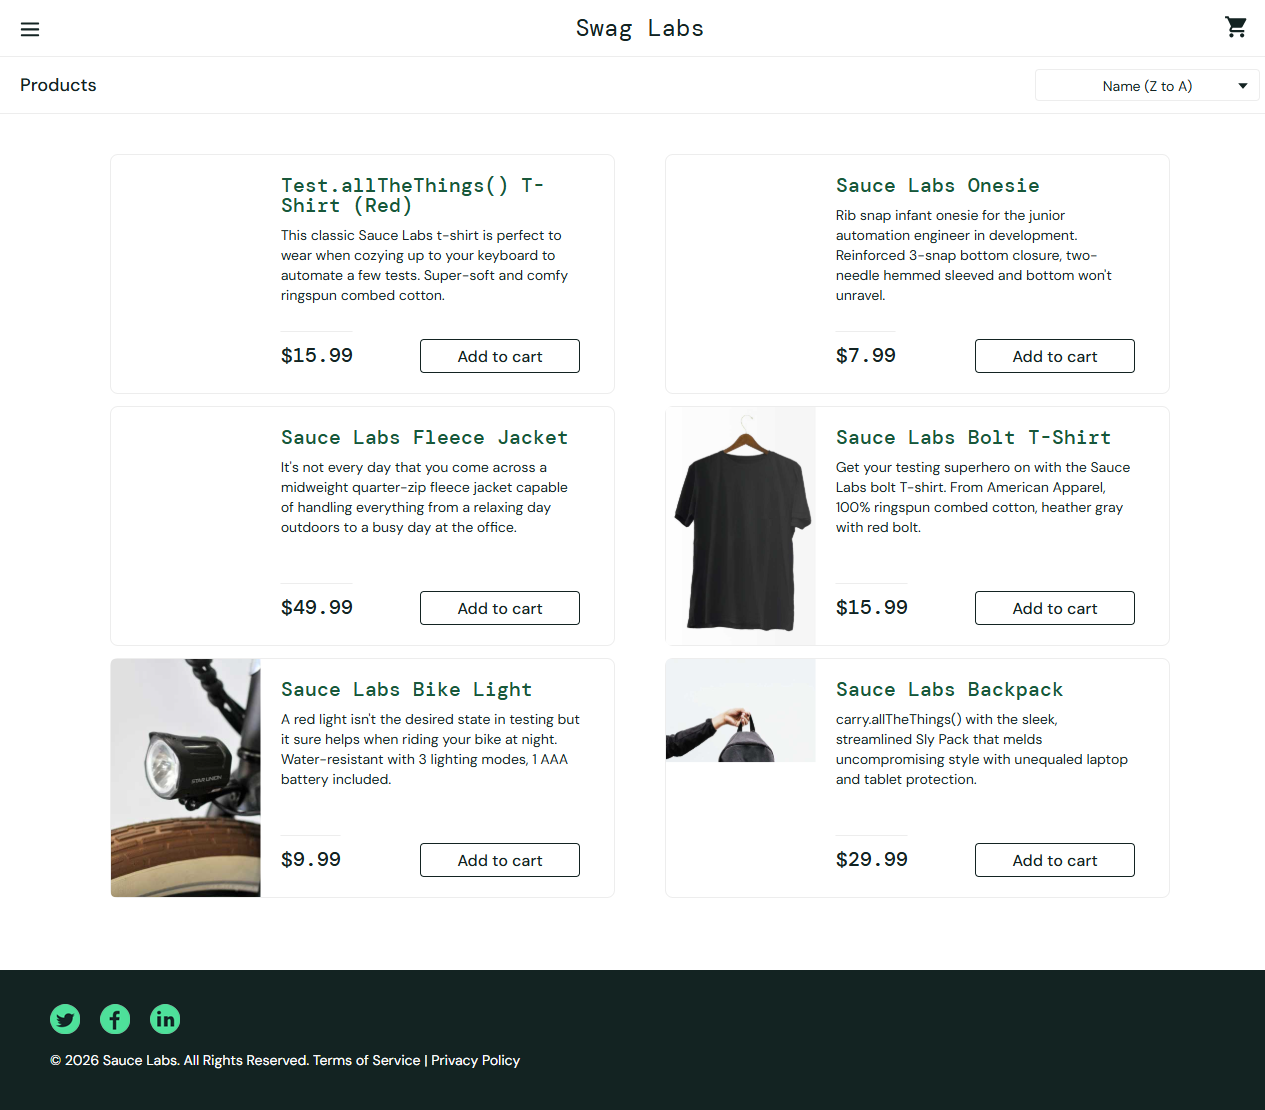 Swag Labs
Products
Name (Z to A)
Test.allTheThings() T-
Shirt (Red)
This classic Sauce Labs t-shirt is perfect to
wear when cozying up to your keyboard to
automate a few tests. Super-soft and comfy
ringspun combed cotton.
$15.99
Add to cart
Sauce Labs Onesie
Rib snap infant onesie for the junior
automation engineer in development.
Reinforced 3-snap bottom closure, two-
needle hemmed sleeved and bottom won't
unravel.
$7.99
Add to cart
Sauce Labs Fleece Jacket
It's not every day that you come across a
midweight quarter-zip fleece jacket capable
of handling everything from a relaxing day
outdoors to a busy day at the office.
$49.99
Add to cart
Sauce Labs Bolt T-Shirt
Get your testing superhero on with the Sauce
Labs bolt T-shirt. From American Apparel,
100% ringspun combed cotton, heather gray
with red bolt.
$15.99
Add to cart
STAR UNION
Sauce Labs Bike Light
A red light isn't the desired state in testing but
it sure helps when riding your bike at night.
Water-resistant with 3 lighting modes, 1 AAA
battery included.
$9.99
Add to cart
Sauce Labs Backpack
carry.allTheThings() with the sleek,
streamlined Sly Pack that melds
uncompromising style with unequaled laptop
and tablet protection.
$29.99
Add to cart
© 2026 Sauce Labs. All Rights Reserved. Terms of Service | Privacy Policy